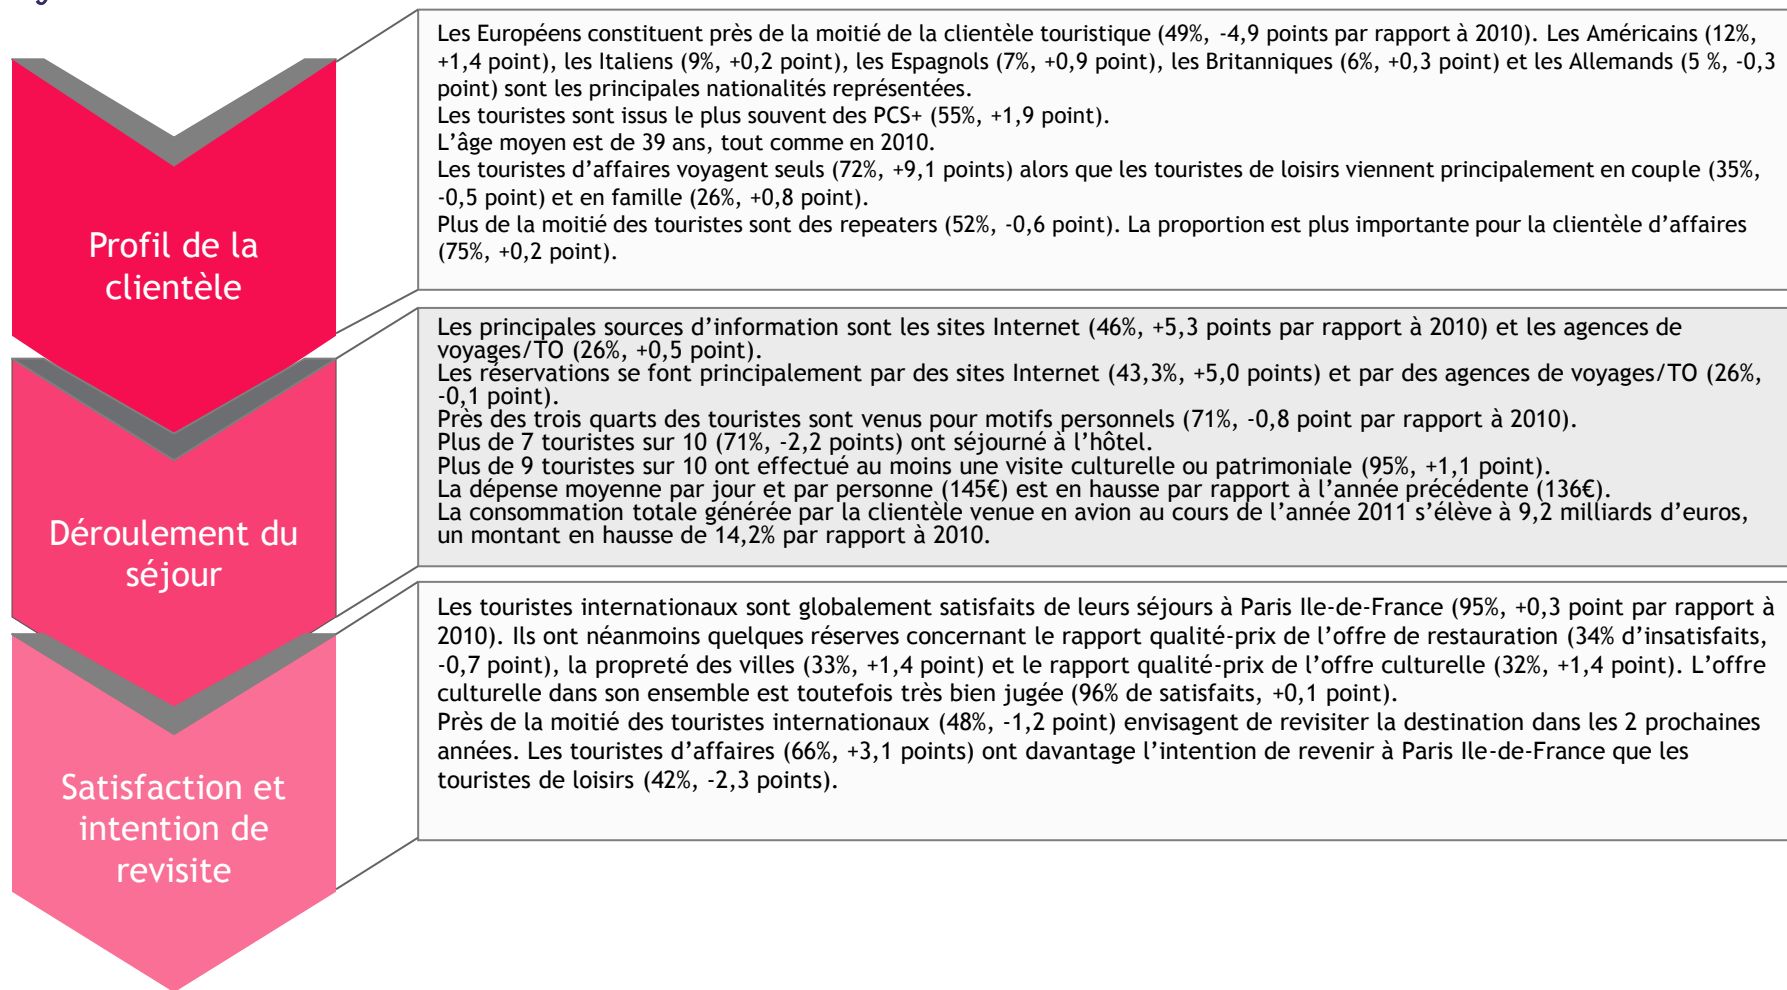 Les Européens constituent près de la moitié de la clientèle touristique (49%, -4,9 points par rapport à 2010). Les Américains (12%,
+1,4 point), les Italiens (9%, +0,2 point), les Espagnols (7%, +0,9 point), les Britanniques (6%, +0,3 point) et les Allemands (5 %, -0,3
point) sont les principales nationalités représentées.
Les touristes sont issus le plus souvent des PCS+ (55%, +1,9 point).
L’âge moyen est de 39 ans, tout comme en 2010.
Les touristes d’affaires voyagent seuls (72%, +9,1 points) alors que les touristes de loisirs viennent principalement en couple (35%,
-0,5 point) et en famille (26%, +0,8 point).
Plus de la moitié des touristes sont des repeaters (52%, -0,6 point). La proportion est plus importante pour la clientèle d’affaires
(75%, +0,2 point).
Profil de la
clientèle
Les principales sources d’information sont les sites Internet (46%, +5,3 points par rapport à 2010) et les agences de
voyages/TO (26%, +0,5 point).
Les réservations se font principalement par des sites Internet (43,3%, +5,0 points) et par des agences de voyages/TO (26%,
-0,1 point).
Près des trois quarts des touristes sont venus pour motifs personnels (71%, -0,8 point par rapport à 2010).
Plus de 7 touristes sur 10 (71%, -2,2 points) ont séjourné à l’hôtel.
Plus de 9 touristes sur 10 ont effectué au moins une visite culturelle ou patrimoniale (95%, +1,1 point).
La dépense moyenne par jour et par personne (145€) est en hausse par rapport à l’année précédente (136€).
La consommation totale générée par la clientèle venue en avion au cours de l’année 2011 s’élève à 9,2 milliards d’euros,
un montant en hausse de 14,2% par rapport à 2010.
Déroulement du
séjour
Les touristes internationaux sont globalement satisfaits de leurs séjours à Paris Ile-de-France (95%, +0,3 point par rapport à
2010). Ils ont néanmoins quelques réserves concernant le rapport qualité-prix de l’offre de restauration (34% d’insatisfaits,
-0,7 point), la propreté des villes (33%, +1,4 point) et le rapport qualité-prix de l’offre culturelle (32%, +1,4 point). L’offre
culturelle dans son ensemble est toutefois très bien jugée (96% de satisfaits, +0,1 point).
Près de la moitié des touristes internationaux (48%, -1,2 point) envisagent de revisiter la destination dans les 2 prochaines
années. Les touristes d’affaires (66%, +3,1 points) ont davantage l’intention de revenir à Paris Ile-de-France que les
touristes de loisirs (42%, -2,3 points).
Satisfaction et
intention de
revisite